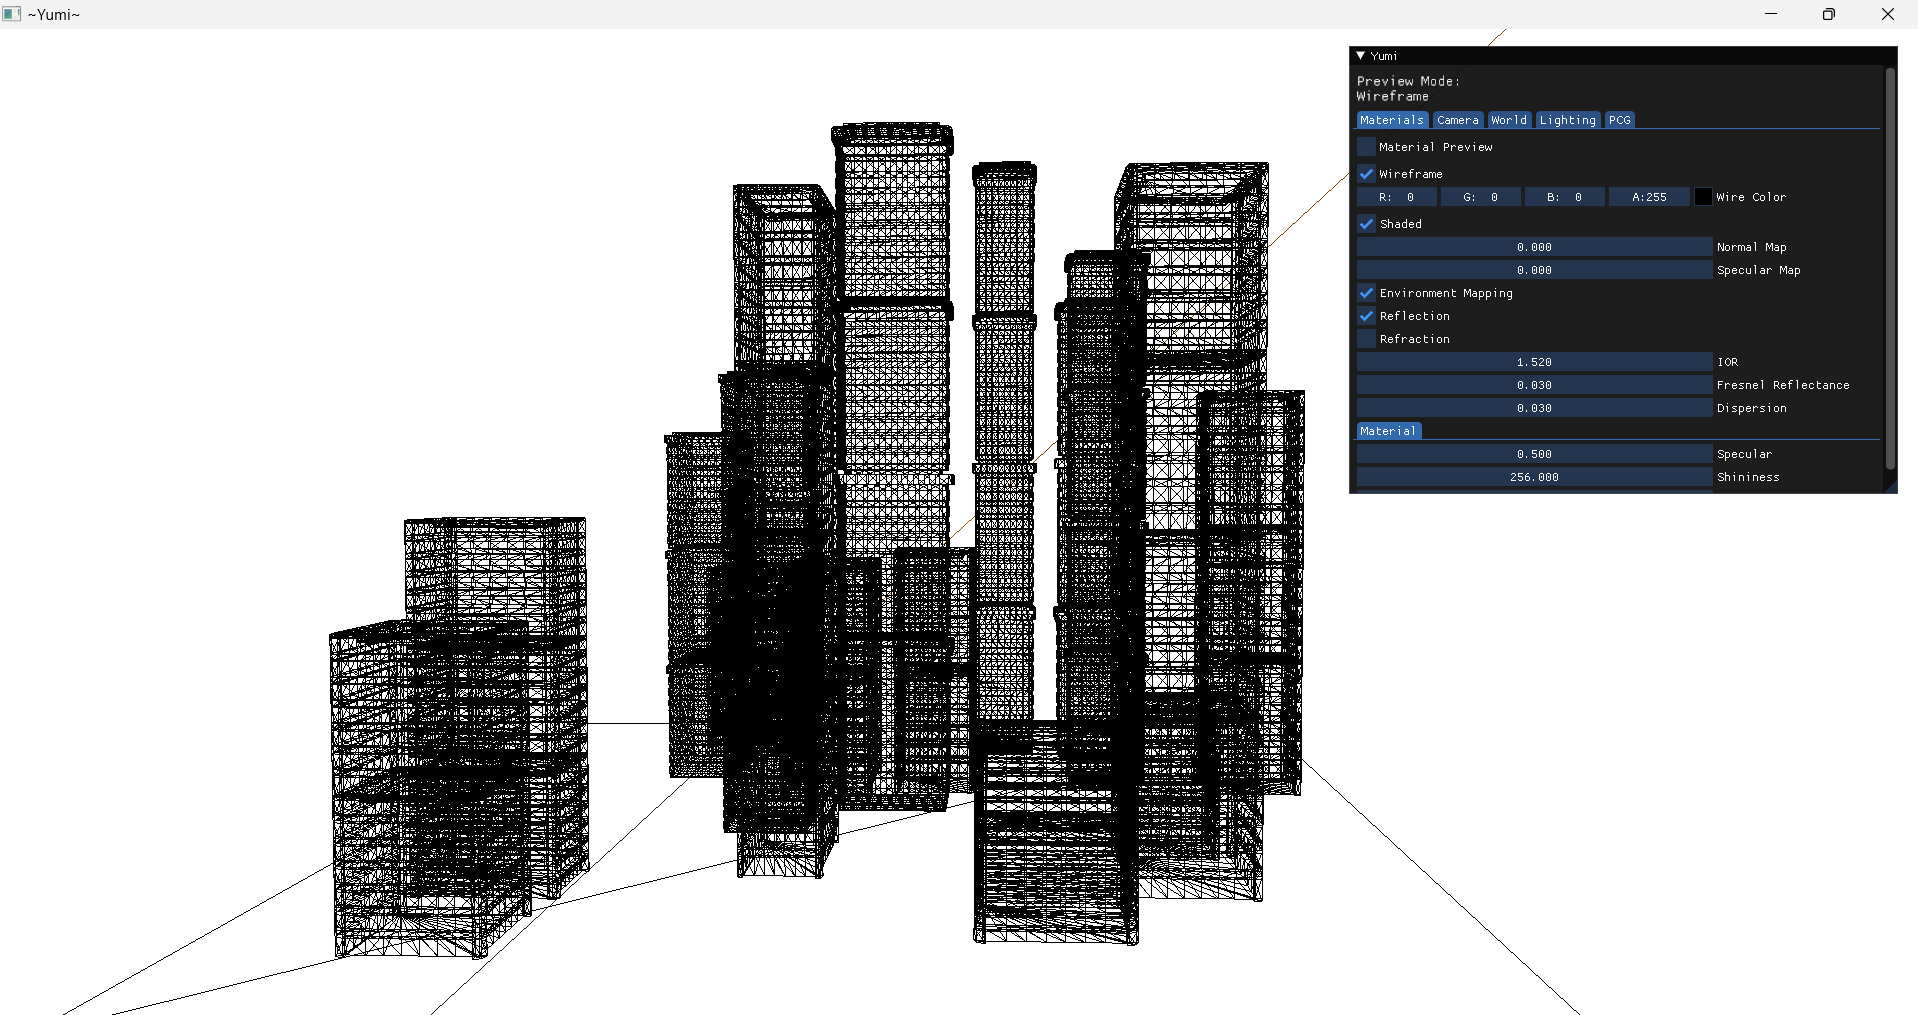 ~Yumi~
Yumi
Preview Mode:
Wireframe
Materials Camera World Lighting PCG
Material Preview
Wireframe
R: 0 G: 0 B: 0 A:255 Wire Color
Shaded
0.000 Normal Map
0.000 Specular Map
Environment Mapping
Reflection
Refraction
1.520 IOR
0.030 Fresnel Reflectance
0.030 Dispersion
Material
0.500 Specular
256.000 Shininess